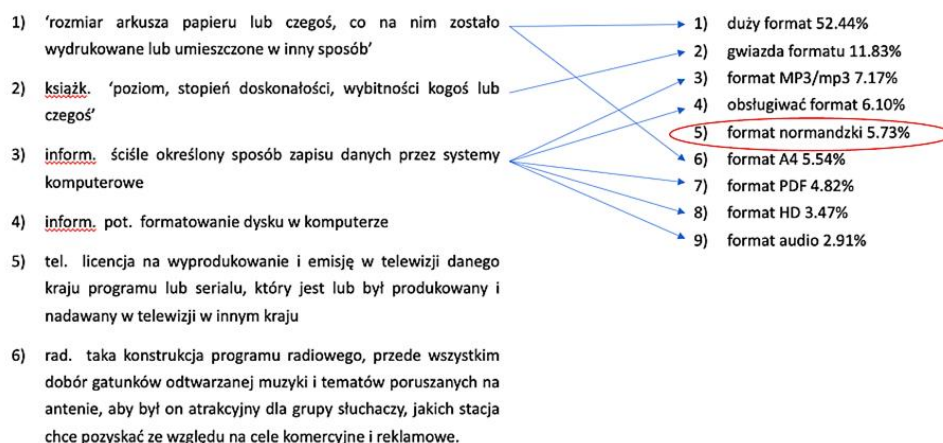 1) ‘rozmiar arkusza papieru lub czegoś, co na nim zostało
wydrukowane lub umieszczone w inny sposób’
2) książk. ‘poziom, stopień doskonałości, wybitności kogoś lub
czegoś’
3) inform. ściśle określony sposób zapisu danych przez systemy
komputerowe
4) inform. pot. formatowanie dysku w komputerze
5) tel. licencja na wyprodukowanie i emisję w telewizji danego
kraju programu lub serialu, który jest lub był produkowany i
nadawany w telewizji w innym kraju
6) rad. taka konstrukcja programu radiowego, przede wszystkim
dobór gatunków odtwarzanej muzyki i tematów poruszanych na
antenie, aby był on atrakcyjny dla grupy słuchaczy, jakich stacja
chce pozyskać ze względu na cele komercyjne i reklamowe.
1) duży format 52.44%
2) gwiazda formatu 11.83%
3) format MP3/mp3 7.17%
4) obsługiwać format 6.10%
5) format normandzki 5.73%
6) format A4 5.54%
7) format PDF 4.82%
8) format HD 3.47%
9) format audio 2.91%